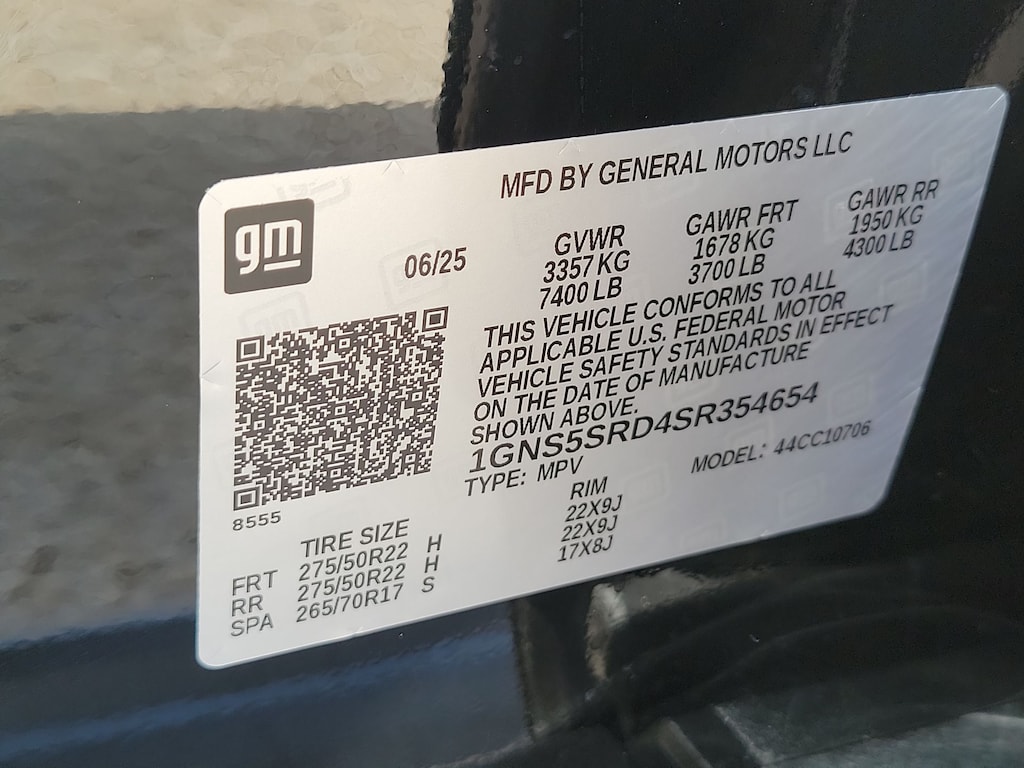 MFD BY GENERAL MOTORS LLC
gm
06/25
GVWR GAWR FRT GAWR RR
3357 KG 1678 KG 1950 KG
7400 LB 3700 LB 4300 LB
THIS VEHICLE CONFORMS TO ALL
APPLICABLE U.S. FEDERAL MOTOR
VEHICLE SAFETY STANDARDS IN EFFECT
ON THE DATE OF MANUFACTURE
SHOWN ABOVE.
1GNS5SRD4SR354654
TYPE: MPV MODEL: 44CC10706
8555
TIRE SIZE RIM
FRT 275/50R22 H 22X9J
RR 275/50R22 H 22X9J
SPA 265/70R17 S 17X8J